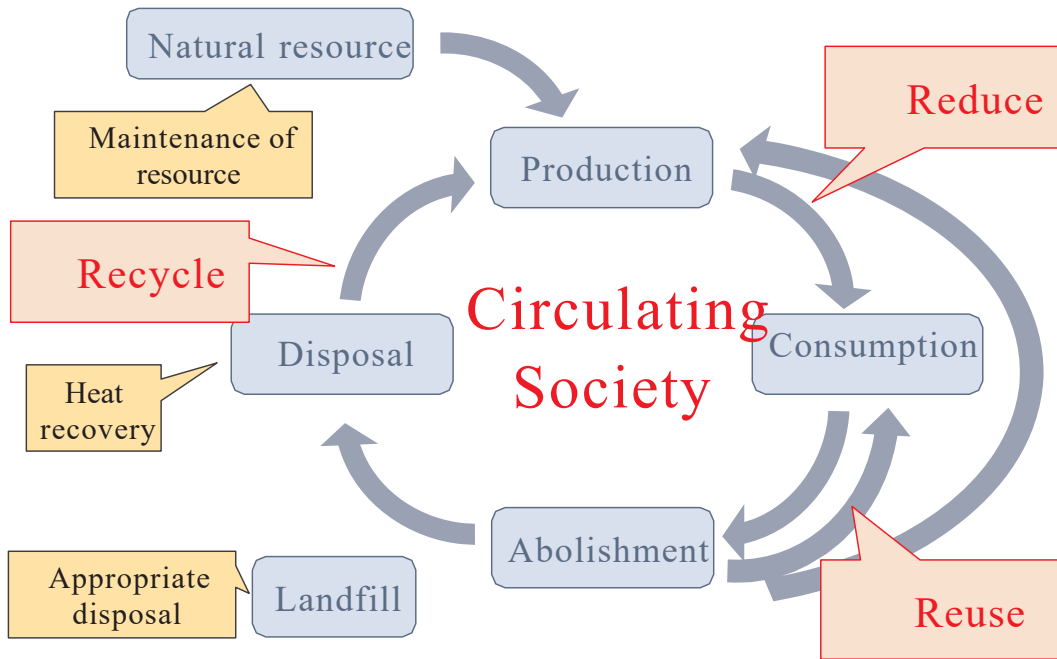 Natural resource
Reduce
Maintenance of
resource
Production
Recycle
Circulating
Society
Disposal
Consumption
Heat
recovery
Abolishment
Appropriate
disposal
Landfill
Reuse